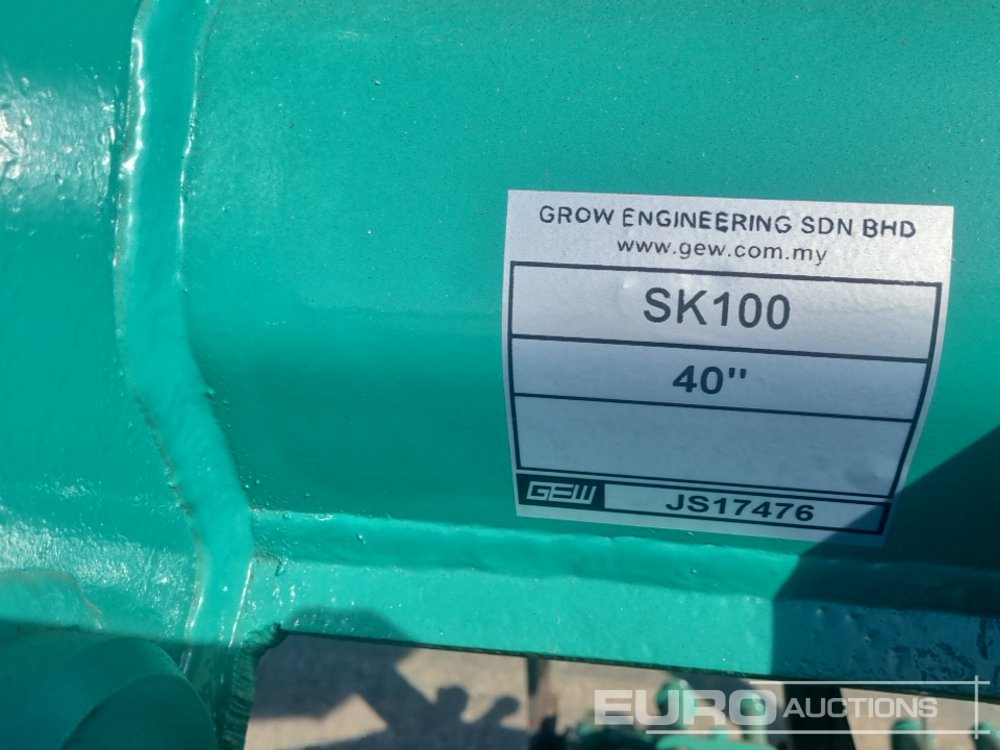 GROW ENGINEERING SDN BHD
www.gew.com.my
SK100
40"
GEW JS17476
EURO AUCTIONS